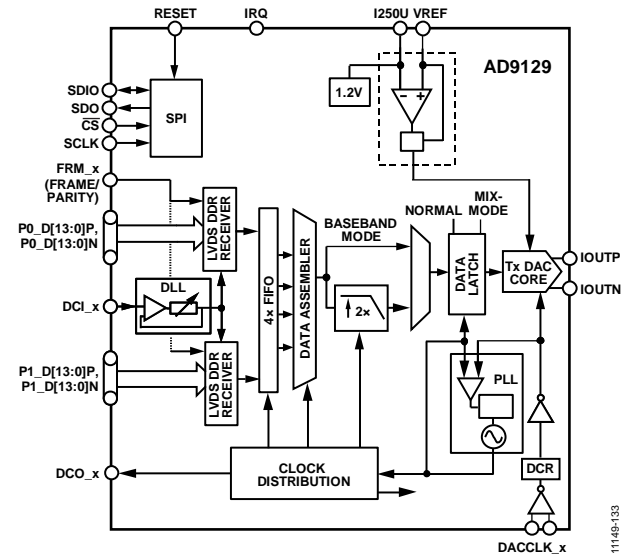 RESET
IRQ
I250U VREF
AD9129
1.2V
SDIO
SDO
CS
SCLK
SPI
FRM_x
(FRAME/
PARITY)
P0_D[13:0]P,
P0_D[13:0]N
LVDS DDR
RECEIVER
4× FIFO
DATA ASSEMBLER
BASEBAND
MODE
2×
NORMAL
MIX-
MODE
DATA
LATCH
Tx DAC
CORE
IOUTP
IOUTN
DLL
DCI_x
P1_D[13:0]P,
P1_D[13:0]N
LVDS DDR
RECEIVER
PLL
DCO_x
CLOCK
DISTRIBUTION
DCR
DACCLK_x
11149-133